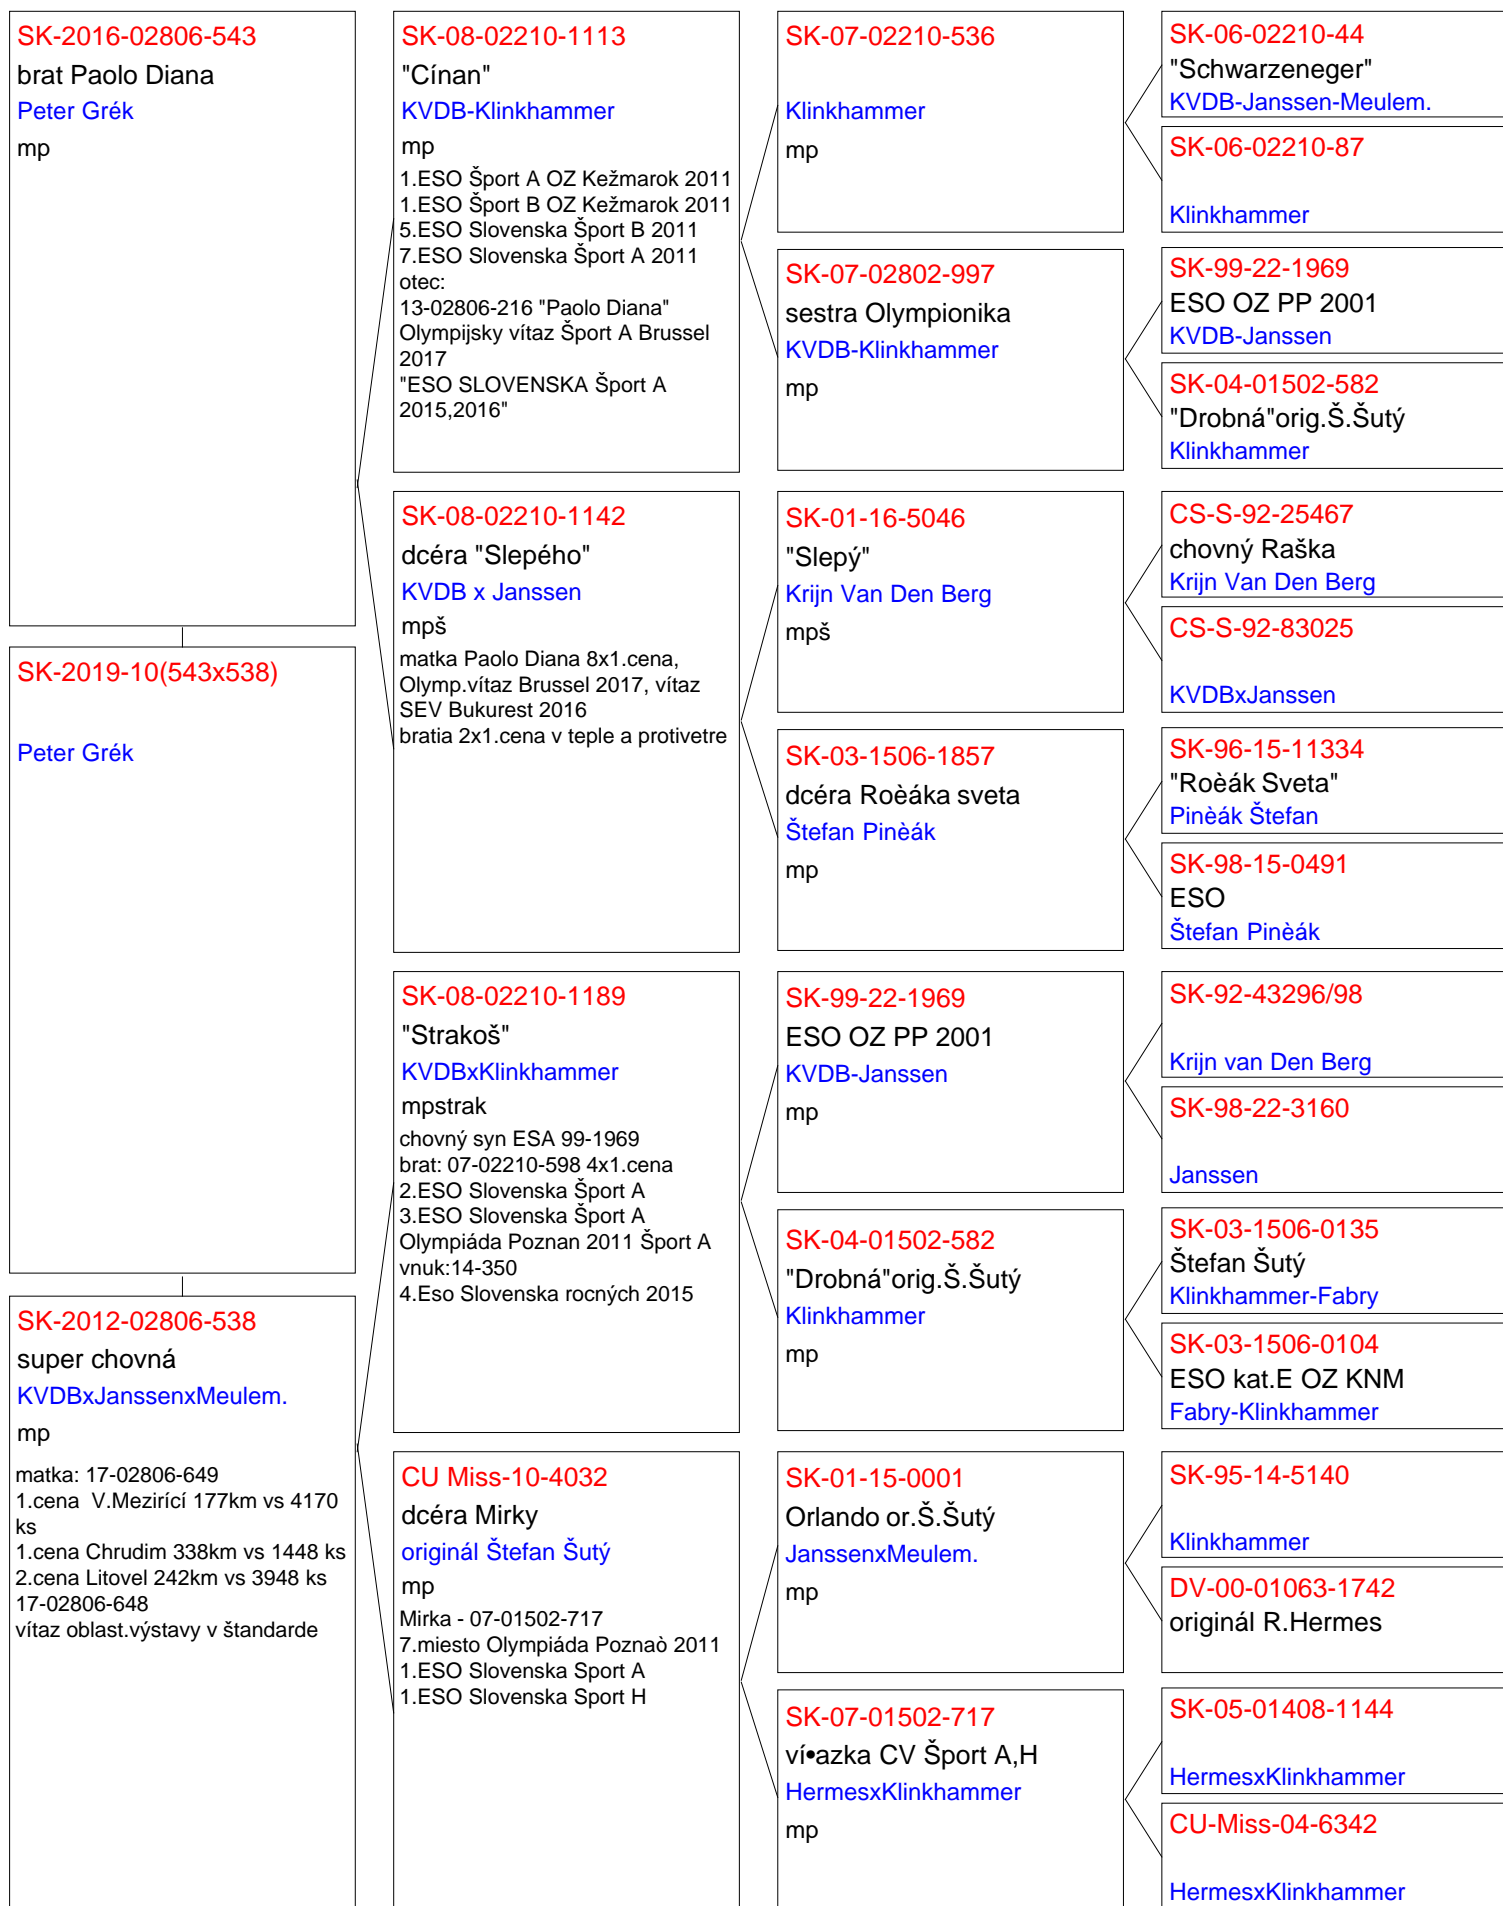 SK-2016-02806-543
brat Paolo Diana
Peter Grék
mp
SK-2019-10(543x538)
Peter Grék
SK-2012-02806-538
super chovná
KVDBxJanssenxMeulem.
mp
matka: 17-02806-649
1.cena  V.Mezirící 177km vs 4170
ks
1.cena Chrudim 338km vs 1448 ks
2.cena Litovel 242km vs 3948 ks
17-02806-648
vítaz oblast.výstavy v štandarde
SK-08-02210-1113
"Cínan"
KVDB-Klinkhammer
mp
1.ESO Šport A OZ Kežmarok 2011
1.ESO Šport B OZ Kežmarok 2011
5.ESO Slovenska Šport B 2011
7.ESO Slovenska Šport A 2011
otec:
13-02806-216 "Paolo Diana"
Olympijsky vítaz Šport A Brussel
2017
"ESO SLOVENSKA Šport A
2015,2016"
SK-08-02210-1142
dcéra "Slepého"
KVDB x Janssen
mpš
matka Paolo Diana 8x1.cena,
Olymp.vítaz Brussel 2017, vítaz
SEV Bukurest 2016
bratia 2x1.cena v teple a protivetre
SK-08-02210-1189
"Strakoš"
KVDBxKlinkhammer
mpstrak
chovný syn ESA 99-1969
brat: 07-02210-598 4x1.cena
2.ESO Slovenska Šport A
3.ESO Slovenska Šport A
Olympiáda Poznan 2011 Šport A
vnuk:14-350
4.Eso Slovenska rocných 2015
CU Miss-10-4032
dcéra Mirky
originál Štefan Šutý
mp
Mirka - 07-01502-717
7.miesto Olympiáda Poznaò 2011
1.ESO Slovenska Sport A
1.ESO Slovenska Sport H
SK-07-02210-536
Klinkhammer
mp
SK-07-02802-997
sestra Olympionika
KVDB-Klinkhammer
mp
SK-01-16-5046
"Slepý"
Krijn Van Den Berg
mpš
SK-03-1506-1857
dcéra Roèáka sveta
Štefan Pinèák
mp
SK-99-22-1969
ESO OZ PP 2001
KVDB-Janssen
mp
SK-04-01502-582
"Drobná"orig.Š.Šutý
Klinkhammer
mp
SK-01-15-0001
Orlando or.Š.Šutý
JanssenxMeulem.
mp
SK-07-01502-717
ví•azka CV Šport A,H
HermesxKlinkhammer
mp
SK-06-02210-44
"Schwarzeneger"
KVDB-Janssen-Meulem.
SK-06-02210-87
Klinkhammer
SK-99-22-1969
ESO OZ PP 2001
KVDB-Janssen
SK-04-01502-582
"Drobná"orig.Š.Šutý
Klinkhammer
CS-S-92-25467
chovný Raška
Krijn Van Den Berg
CS-S-92-83025
KVDBxJanssen
SK-96-15-11334
"Roèák Sveta"
Pinèák Štefan
SK-98-15-0491
ESO
Štefan Pinèák
SK-92-43296/98
Krijn van Den Berg
SK-98-22-3160
Janssen
SK-03-1506-0135
Štefan Šutý
Klinkhammer-Fabry
SK-03-1506-0104
ESO kat.E OZ KNM
Fabry-Klinkhammer
SK-95-14-5140
Klinkhammer
DV-00-01063-1742
originál R.Hermes
SK-05-01408-1144
HermesxKlinkhammer
CU-Miss-04-6342
HermesxKlinkhammer